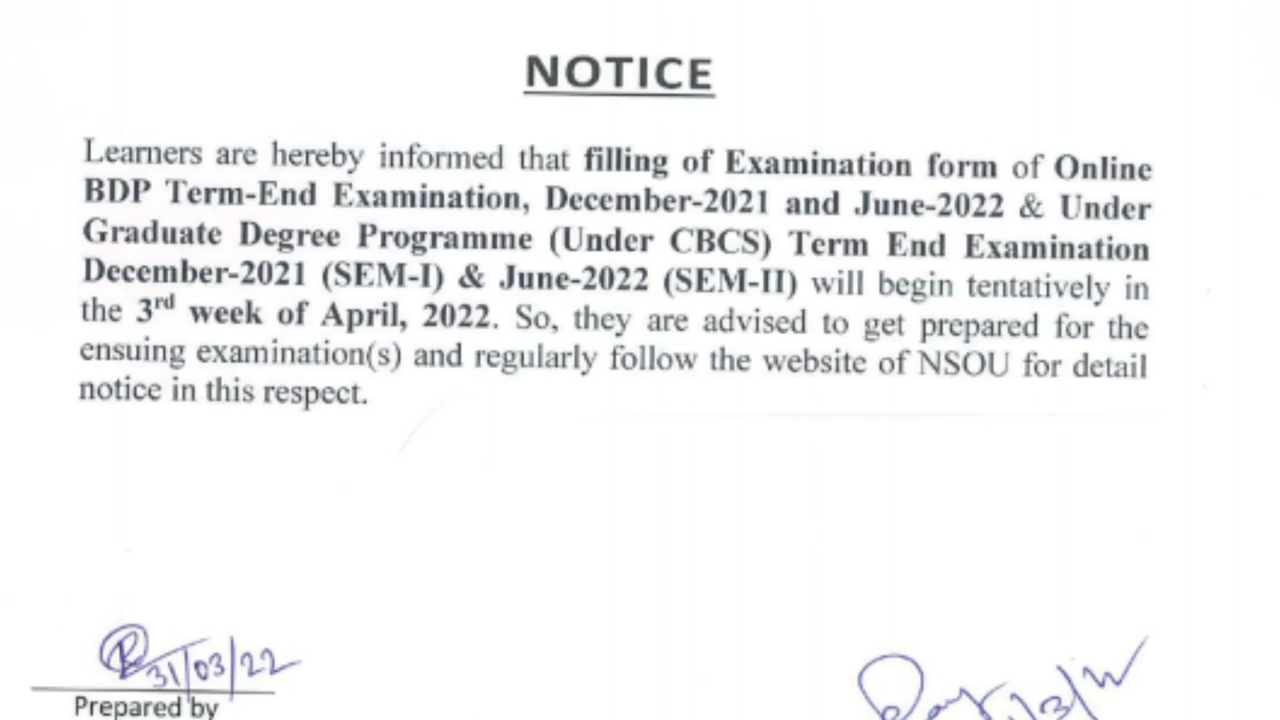 NOTICE
Learners are hereby informed that filling of Examination form of Online
BDP Term-End Examination, December-2021 and June-2022 & Under
Graduate Degree Programme (Under CBCS) Term End Examination
December-2021 (SEM-I) & June-2022 (SEM-II) will begin tentatively in
the 3rd week of April, 2022. So, they are advised to get prepared for the
ensuing examination(s) and regularly follow the website of NSOU for detail
notice in this respect.
31/03/22
Prepared by